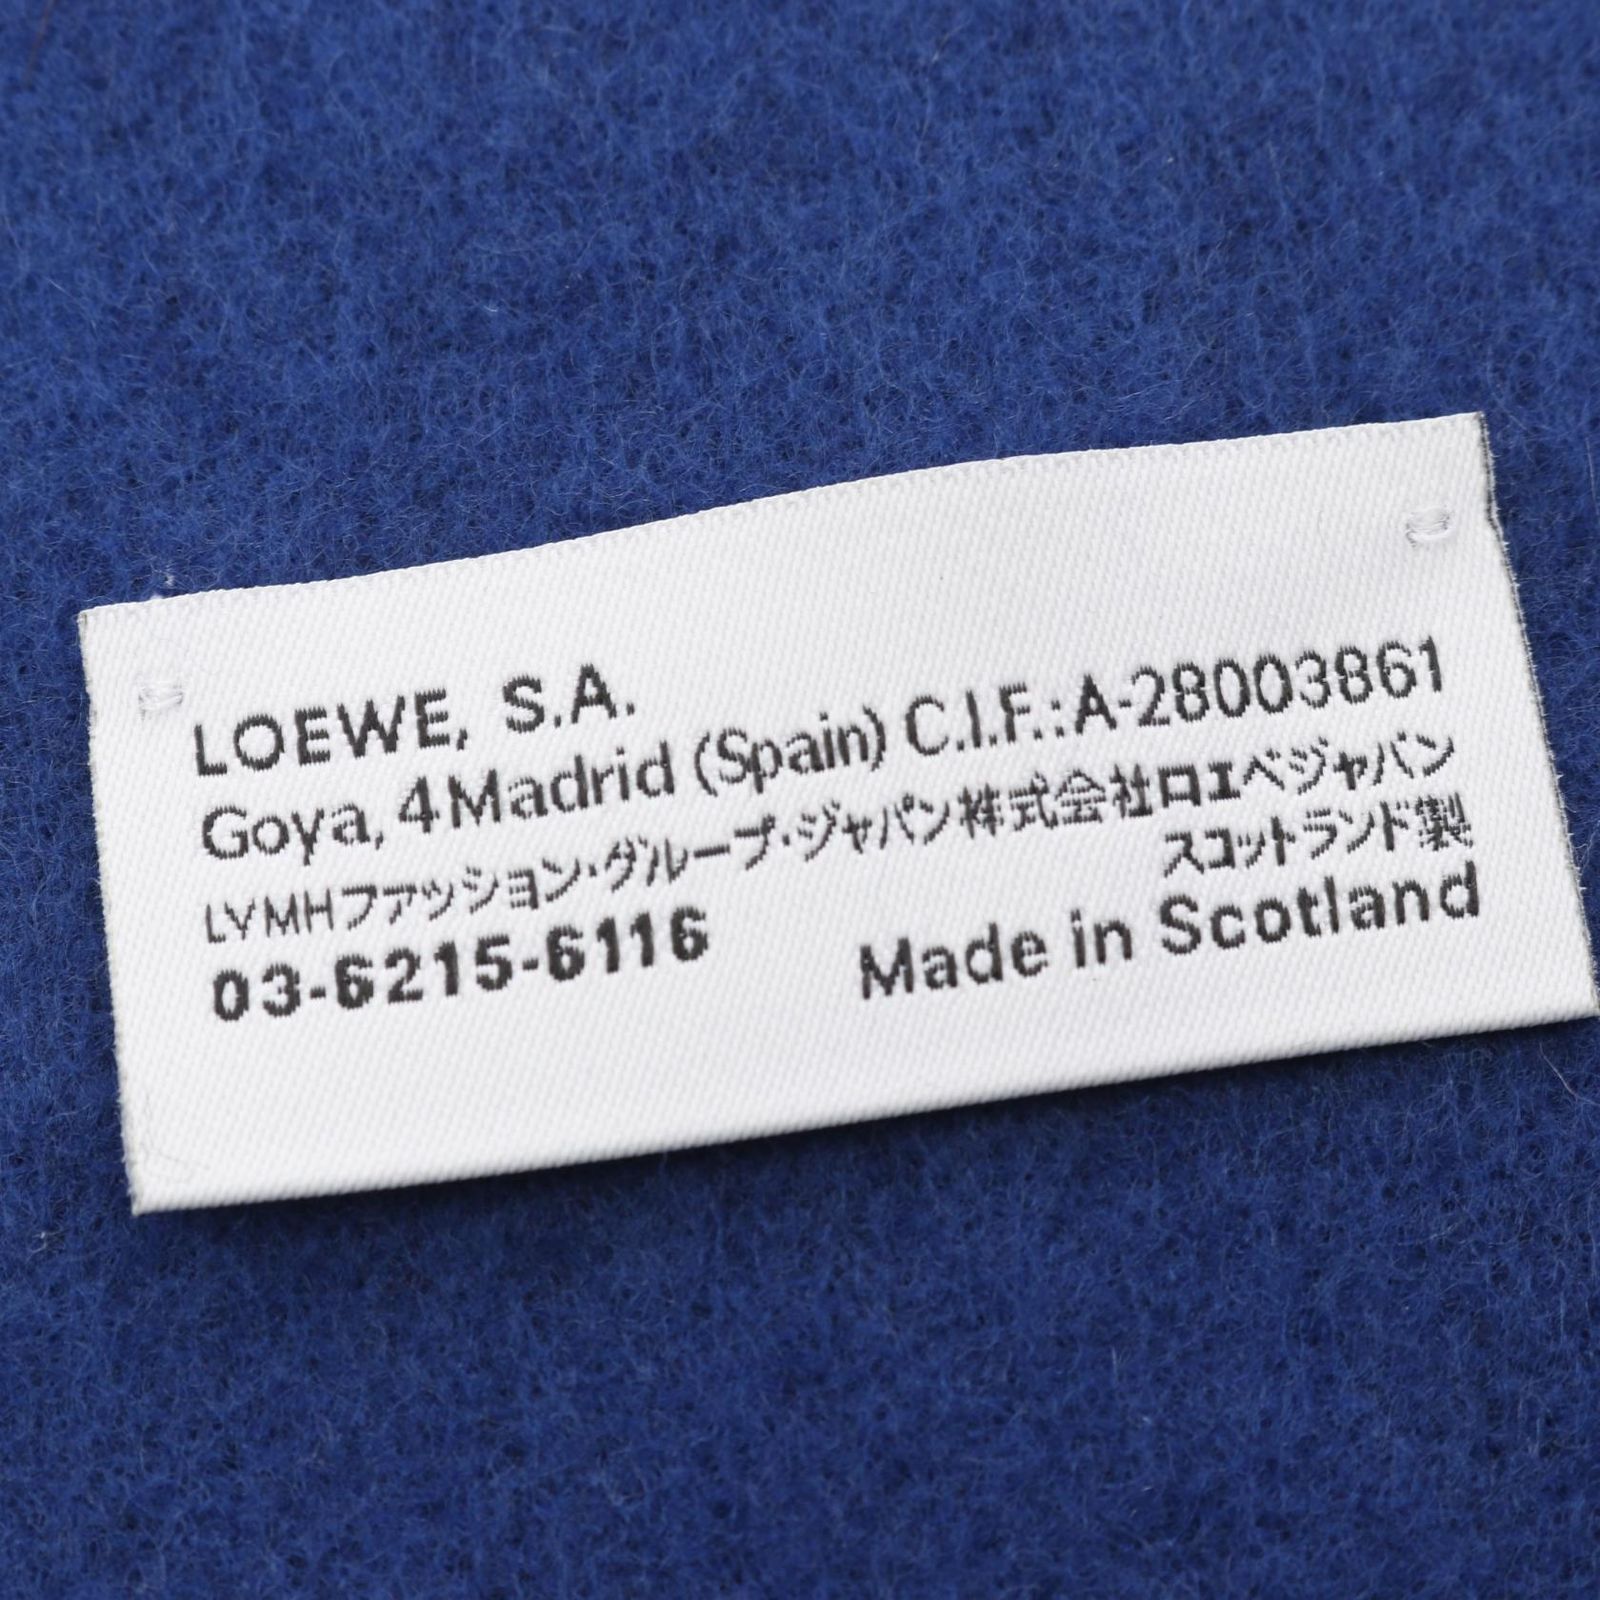 LOEWE, S.A.
Goya, 4 Madrid (Spain) C.I.F.: A-28003861
LVMHファッション・グループ・ジャパン株式会社ロエベジャパン
スコットランド製
03-6215-6116 Made in Scotland